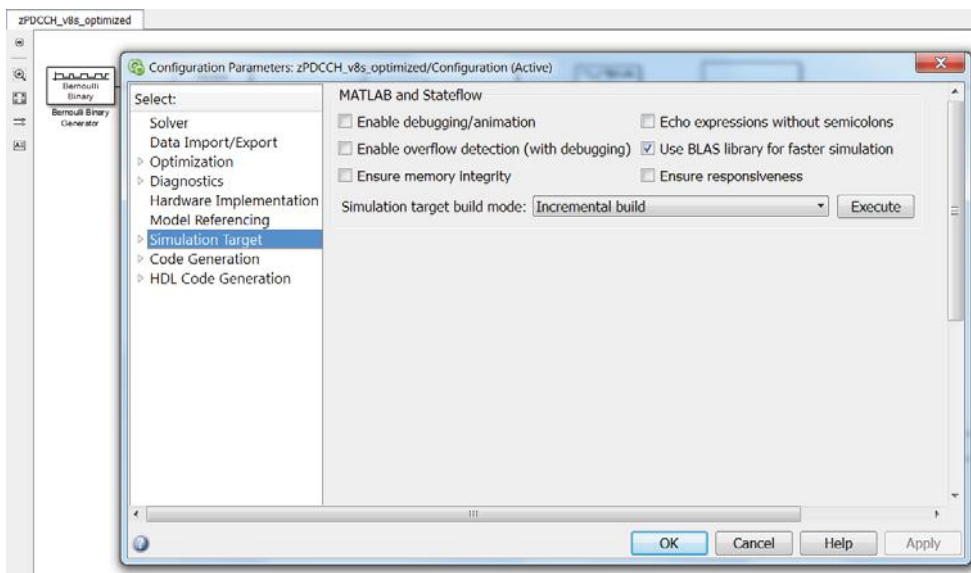 zPDCCH_v8s_optimized
Bernoulli
Binary
Bernoulli Binary
Generator
Configuration Parameters: zPDCCH_v8s_optimized/Configuration (Active)
Select:
Solver
Data Import/Export
Optimization
Diagnostics
Hardware Implementation
Model Referencing
Simulation Target
Code Generation
HDL Code Generation
MATLAB and Stateflow
Enable debugging/animation
Echo expressions without semicolons
Enable overflow detection (with debugging)
Use BLAS library for faster simulation
Ensure memory integrity
Ensure responsiveness
Simulation target build mode: Incremental build Execute
OK Cancel Help Apply